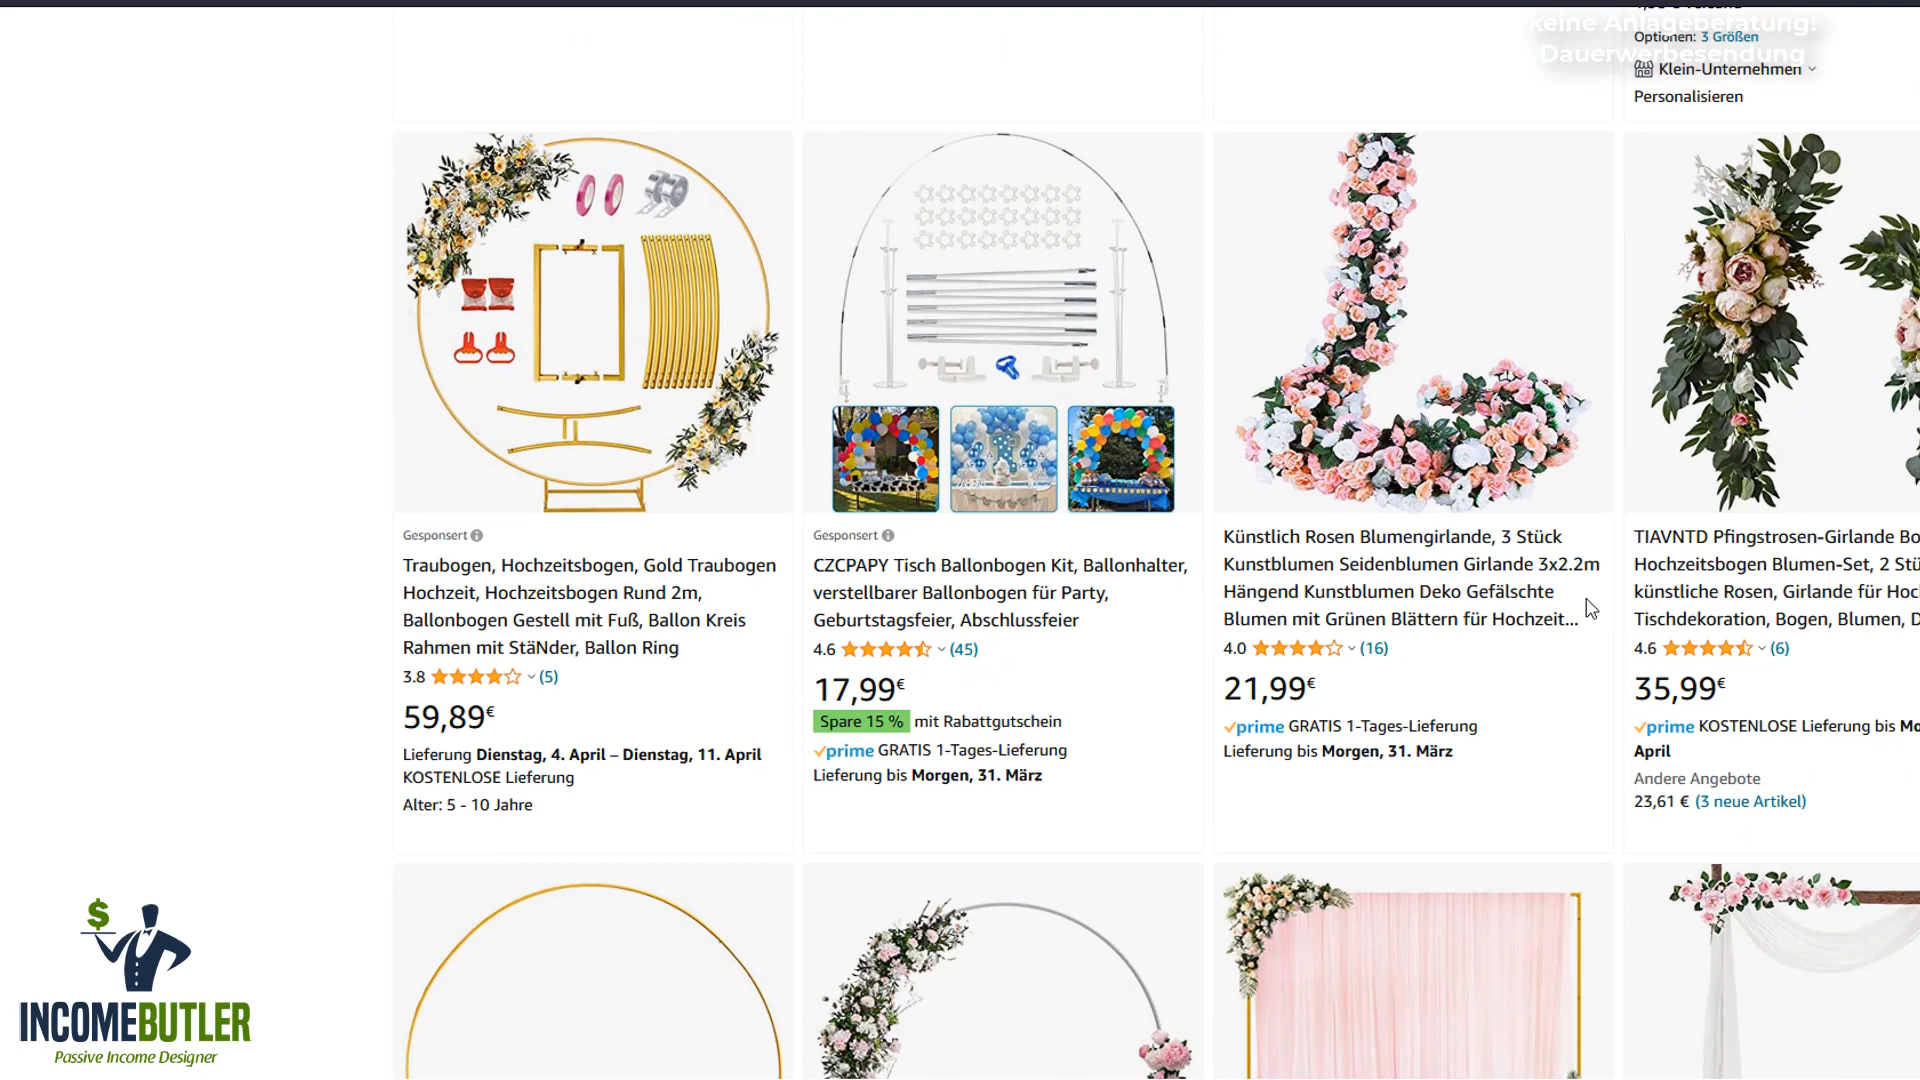 keine Anlageberatung!
Dauerwerbesendung
Optionen: 3 Größen
Klein-Unternehmen
Personalisieren
Gesponsert
Traubogen, Hochzeitsbogen, Gold Traubogen
Hochzeit, Hochzeitsbogen Rund 2m,
Ballonbogen Gestell mit Fuß, Ballon Kreis
Rahmen mit StäNder, Ballon Ring
3.8 (5)
59,89€
Lieferung Dienstag, 4. April – Dienstag, 11. April
KOSTENLOSE Lieferung
Alter: 5 - 10 Jahre
Gesponsert
CZCPAPY Tisch Ballonbogen Kit, Ballonhalter,
verstellbarer Ballonbogen für Party,
Geburtstagsfeier, Abschlussfeier
4.6 (45)
17,99€
Spare 15 % mit Rabattgutschein
prime GRATIS 1-Tages-Lieferung
Lieferung bis Morgen, 31. März
Künstlich Rosen Blumengirlande, 3 Stück
Kunstblumen Seidenblumen Girlande 3x2.2m
Hängend Kunstblumen Deko Gefälschte
Blumen mit Grünen Blättern für Hochzeit...
4.0 (16)
21,99€
prime GRATIS 1-Tages-Lieferung
Lieferung bis Morgen, 31. März
TIAVNTD Pfingstrosen-Girlande Bo
Hochzeitsbogen Blumen-Set, 2 Stü
künstliche Rosen, Girlande für Hoc
Tischdekoration, Bogen, Blumen, D
4.6 (6)
35,99€
prime KOSTENLOSE Lieferung bis Mo
April
Andere Angebote
23,61 € (3 neue Artikel)
$
INCOMEBUTLER
Passive Income Designer